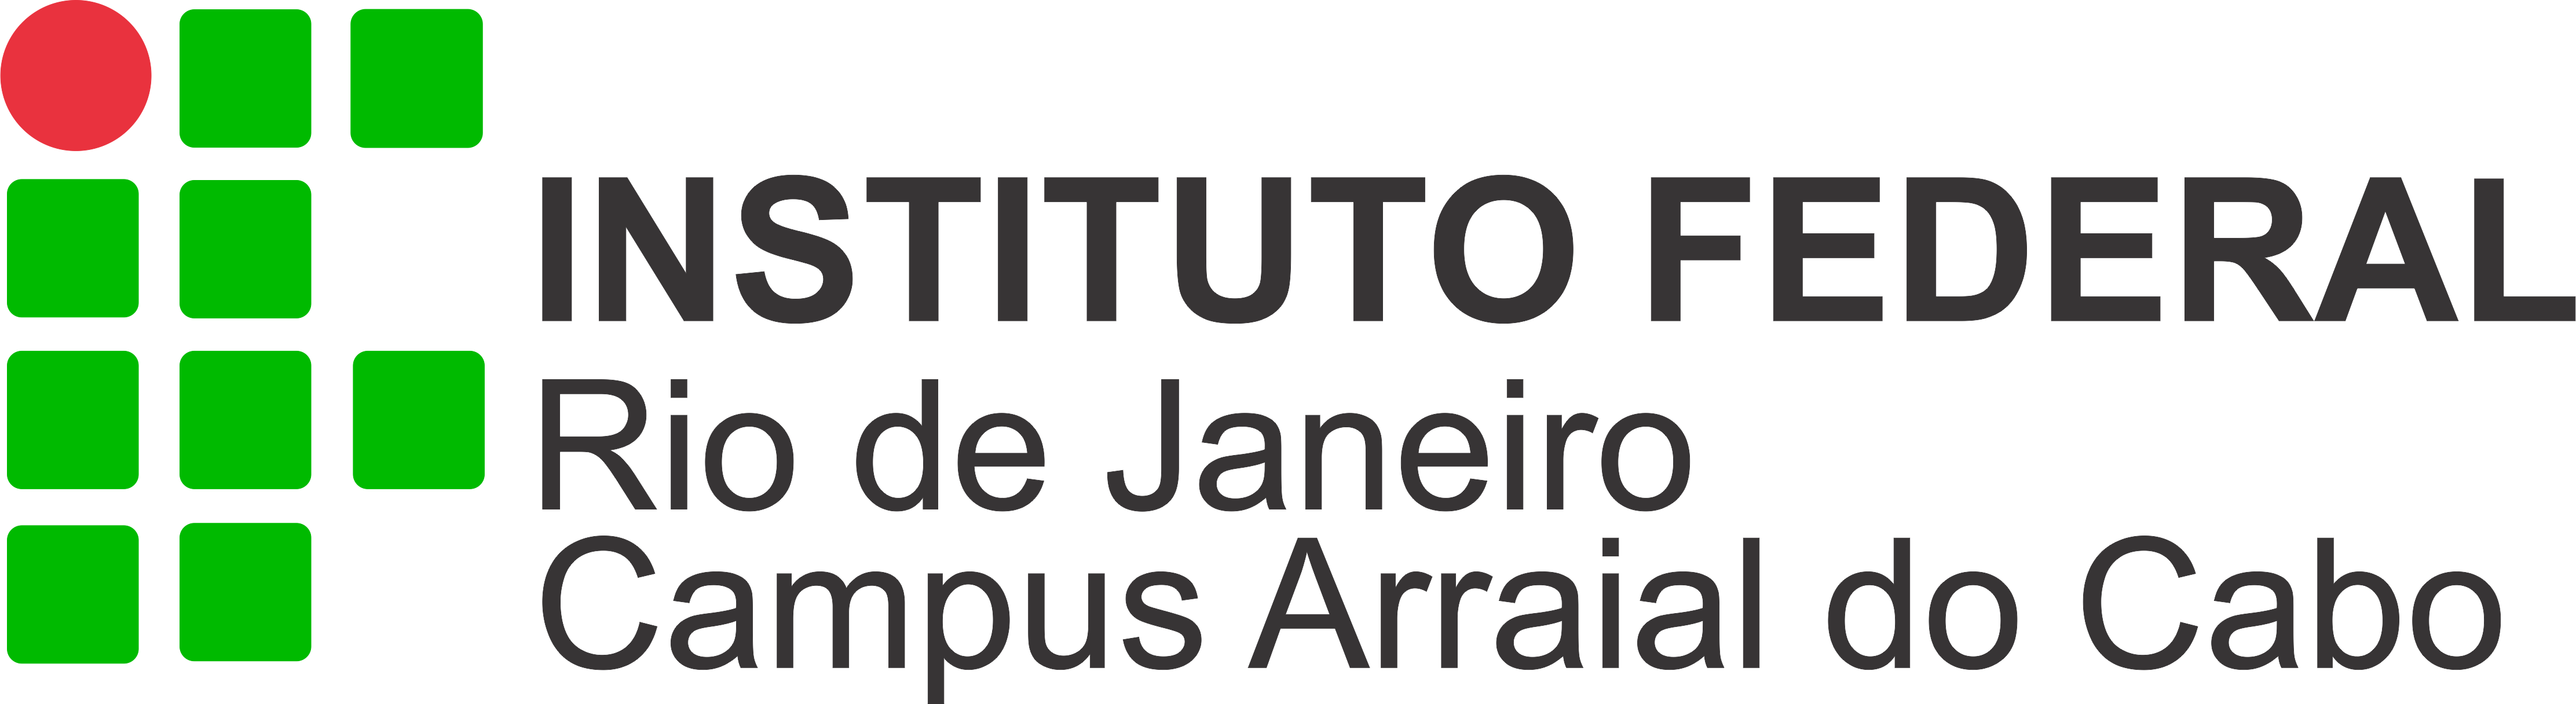 INSTITUTO FEDERAL
Rio de Janeiro
Campus Arraial do Cabo